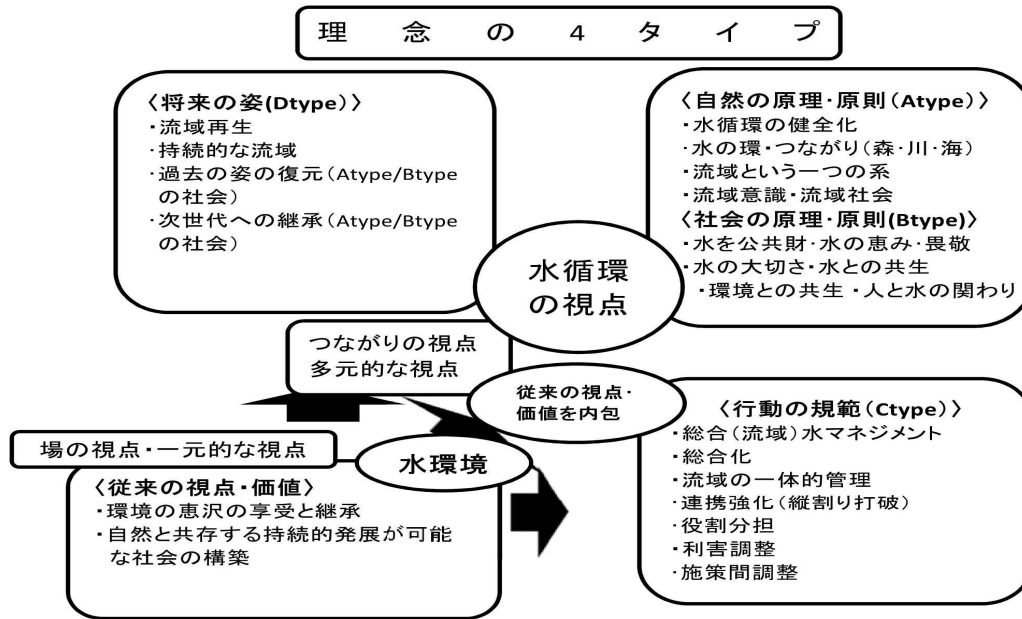 理念の4タイプ
〈将来の姿(Dtype)〉
・流域再生
・持続的な流域
・過去の姿の復元(Atype/Btype
の社会)
・次世代への継承(Atype/Btype
の社会)
〈自然の原理・原則(Atype)〉
・水循環の健全化
・水の環・つながり(森・川・海)
・流域という一つの系
・流域意識・流域社会
〈社会の原理・原則(Btype)〉
・水を公共財・水の恵み・畏敬
・水の大切さ・水との共生
・環境との共生・人と水の関わり
水循環
の視点
つながりの視点
多元的な視点
従来の視点・
価値を内包
場の視点・一元的な視点
水環境
〈従来の視点・価値〉
・環境の恵沢の享受と継承
・自然と共存する持続的発展が可能
な社会の構築
〈行動の規範(Ctype)〉
・総合(流域)水マネジメント
・総合化
・流域の一体的管理
・連携強化(縦割り打破)
・役割分担
・利害調整
・施策間調整